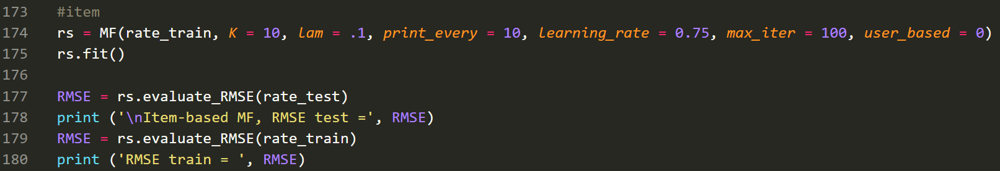 173 #item
174 rs = MF(rate_train, K = 10, lam = .1, print_every = 10, learning_rate = 0.75, max_iter = 100, user_based = 0)
175 rs.fit()
176
177 RMSE = rs.evaluate_RMSE(rate_test)
178 print ('\nItem-based MF, RMSE test =', RMSE)
179 RMSE = rs.evaluate_RMSE(rate_train)
180 print ('RMSE train = ', RMSE)